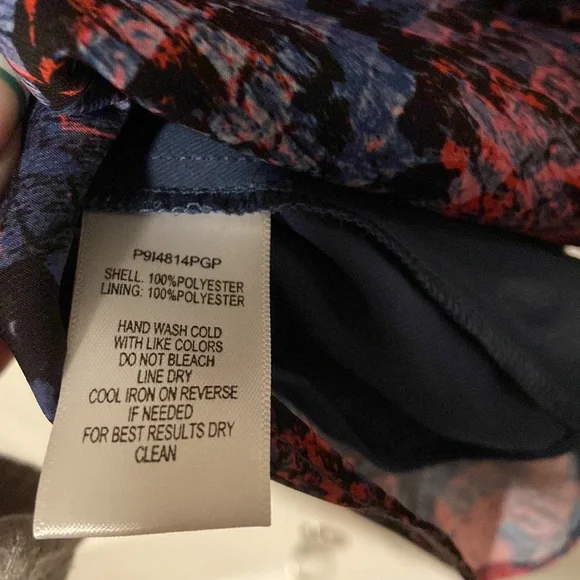 P9I4814PGP
SHELL: 100%POLYESTER
LINING: 100%POLYESTER
HAND WASH COLD
WITH LIKE COLORS
DO NOT BLEACH
LINE DRY
COOL IRON ON REVERSE
IF NEEDED
FOR BEST RESULTS DRY
CLEAN